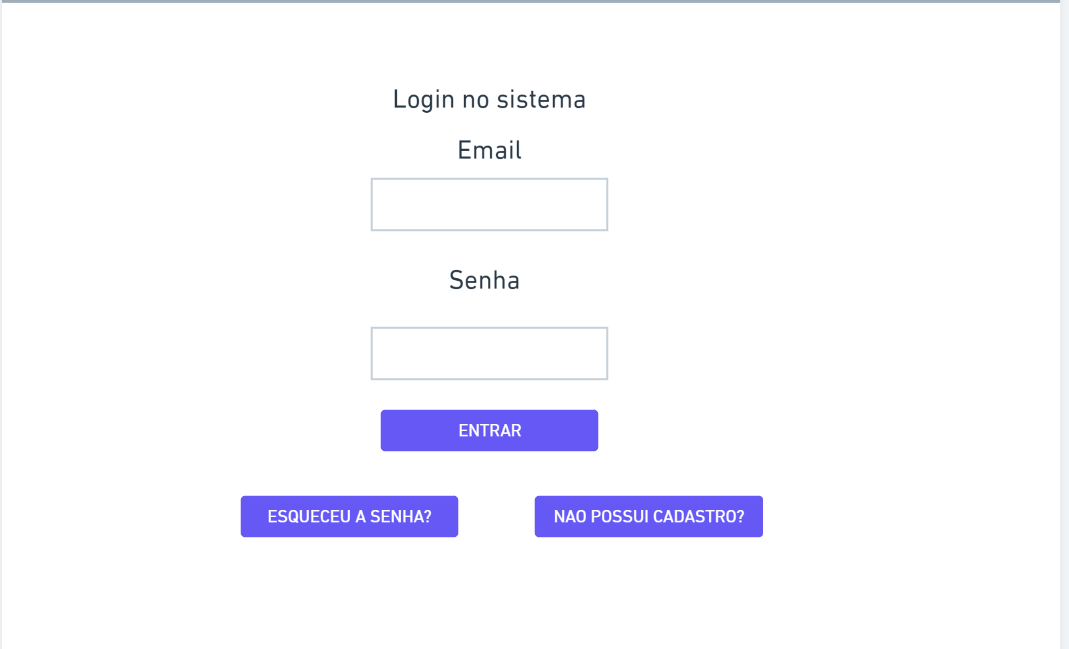 Login no sistema
Email
Senha
ENTRAR
ESQUECEU A SENHA?
NAO POSSUI CADASTRO?